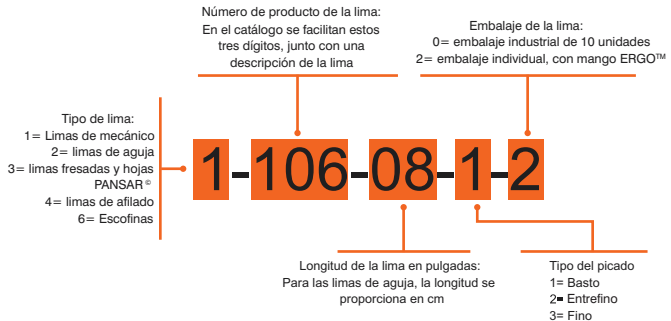 Número de producto de la lima:
En el catálogo se facilitan estos
tres dígitos, junto con una
descripción de la lima
Embalaje de la lima:
0= embalaje industrial de 10 unidades
2= embalaje individual, con mango ERGO™
Tipo de lima:
1= Limas de mecánico
2= limas de aguja
3= limas fresadas y hojas
PANSAR©
4= limas de afilado
6= Escofinas
1-106-08-1-2
Longitud de la lima en pulgadas:
Para las limas de aguja, la longitud se
proporciona en cm
Tipo del picado
1= Basto
2= Entrefino
3= Fino